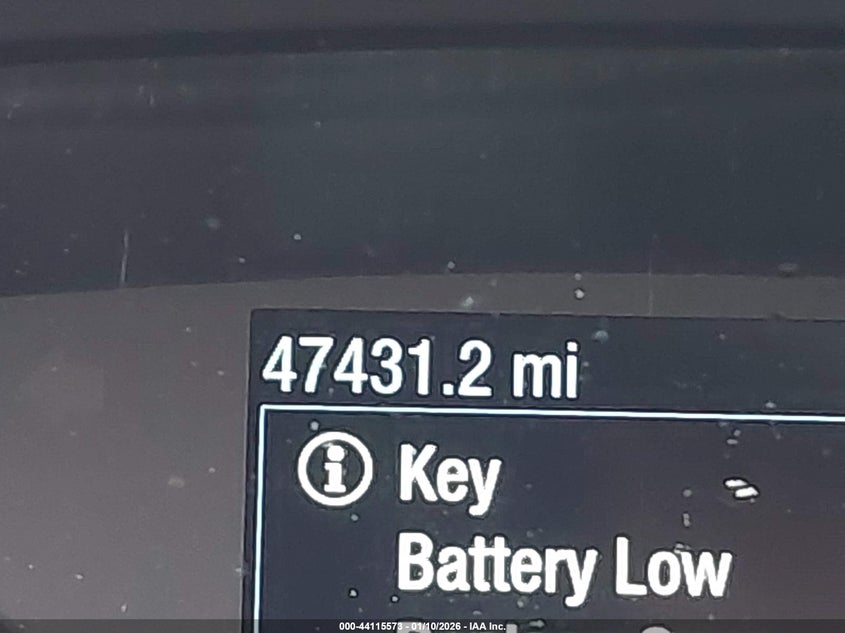 47431.2 mi
Key
Battery Low
000-44115573 - 01/10/2026 - IAA Inc.